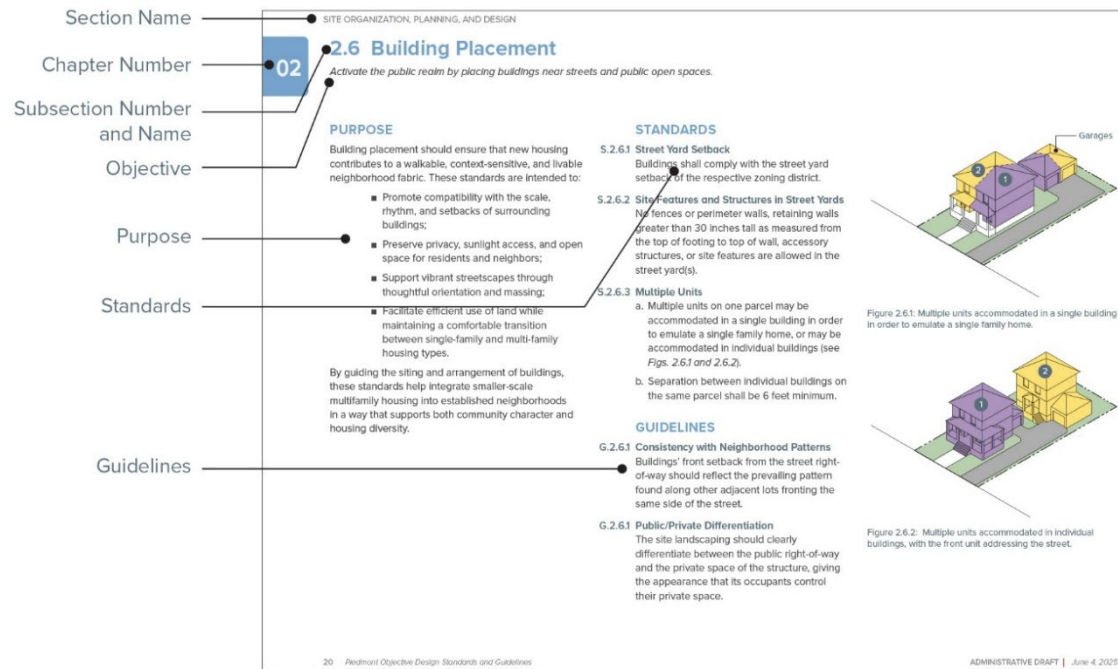 Section Name
Chapter Number
Subsection Number
and Name
Objective
Purpose
Standards
Guidelines
SITE ORGANIZATION, PLANNING, AND DESIGN
02
2.6 Building Placement
Activate the public realm by placing buildings near streets and public open spaces.
PURPOSE
Building placement should ensure that new housing
contributes to a walkable, context-sensitive, and livable
neighborhood fabric. These standards are intended to:
■ Promote compatibility with the scale,
rhythm, and setbacks of surrounding
buildings;
■ Preserve privacy, sunlight access, and open
space for residents and neighbors;
■ Support vibrant streetscapes through
thoughtful orientation and massing;
■ Facilitate efficient use of land while
maintaining a comfortable transition
between single-family and multi-family
housing types.
By guiding the siting and arrangement of buildings,
these standards help integrate smaller-scale
multifamily housing into established neighborhoods
in a way that supports both community character and
housing diversity.
STANDARDS
S.2.6.1 Street Yard Setback
Buildings shall comply with the street yard
setback of the respective zoning district.
S.2.6.2 Site Features and Structures in Street Yards
No fences or perimeter walls, retaining walls
greater than 30 inches tall as measured from
the top of footing to top of wall, accessory
structures, or site features are allowed in the
street yard(s).
S.2.6.3 Multiple Units
a. Multiple units on one parcel may be
accommodated in a single building in order
to emulate a single family home, or may be
accommodated in individual buildings (see
Figs. 2.6.1 and 2.6.2).
b. Separation between individual buildings on
the same parcel shall be 6 feet minimum.
GUIDELINES
G.2.6.1 Consistency with Neighborhood Patterns
Buildings' front setback from the street right-
of-way should reflect the prevailing pattern
found along other adjacent lots fronting the
same side of the street.
G.2.6.1 Public/Private Differentiation
The site landscaping should clearly
differentiate between the public right-of-way
and the private space of the structure, giving
the appearance that its occupants control
their private space.
Garages
2
1
Figure 2.6.1: Multiple units accommodated in a single building
in order to emulate a single family home.
2
1
Figure 2.6.2: Multiple units accommodated in individual
buildings, with the front unit addressing the street.
20 Piedmont Objective Design Standards and Guidelines
ADMINISTRATIVE DRAFT | June 4, 2025